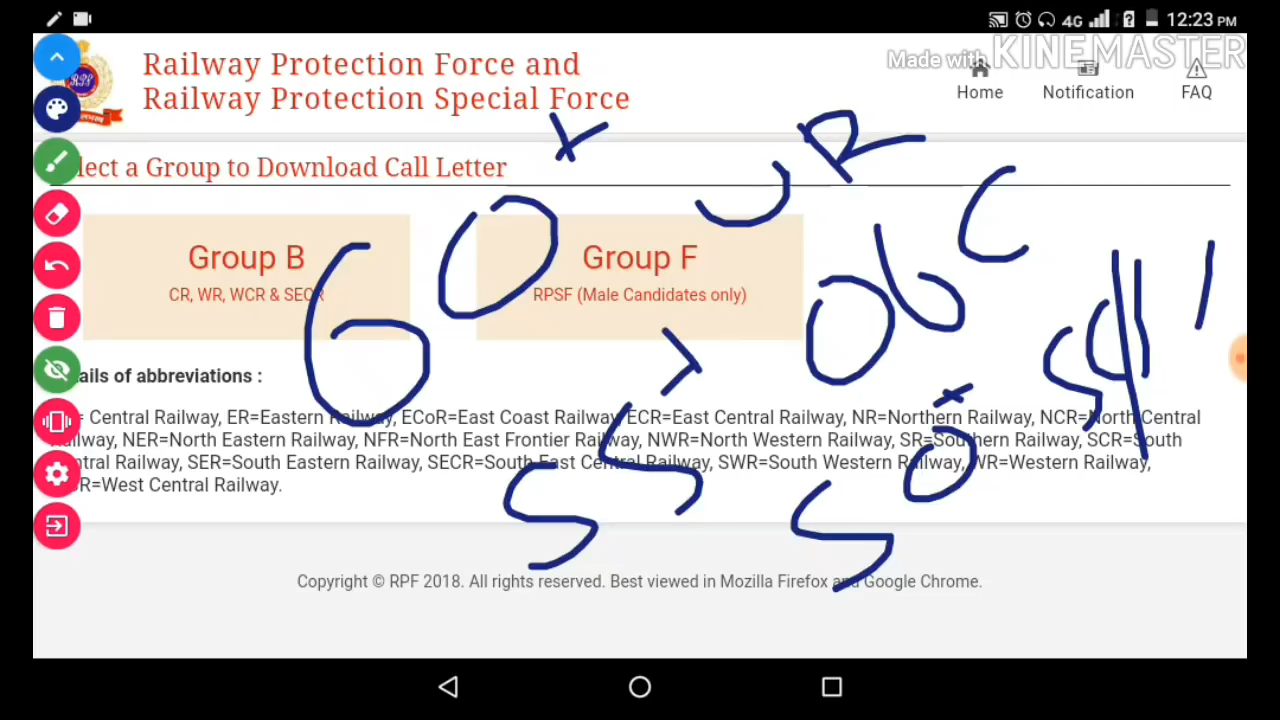 4G 12:23 PM
Made with KINEMASTER
Railway Protection Force and
Railway Protection Special Force
Home Notification FAQ
lect a Group to Download Call Letter
Group B
CR, WR, WCR & SECR
Group F
RPSF (Male Candidates only)
60+ UR
55+ OBC
50+ SC/ST
ails of abbreviations :
= Central Railway, ER=Eastern Railway, ECoR=East Coast Railway, ECR=East Central Railway, NR=Northern Railway, NCR=North Central
ilway, NER=North Eastern Railway, NFR=North East Frontier Railway, NWR=North Western Railway, SR=Southern Railway, SCR=South
ntral Railway, SER=South Eastern Railway, SECR=South East Central Railway, SWR=South Western Railway, WR=Western Railway,
R=West Central Railway.
Copyright © RPF 2018. All rights reserved. Best viewed in Mozilla Firefox and Google Chrome.